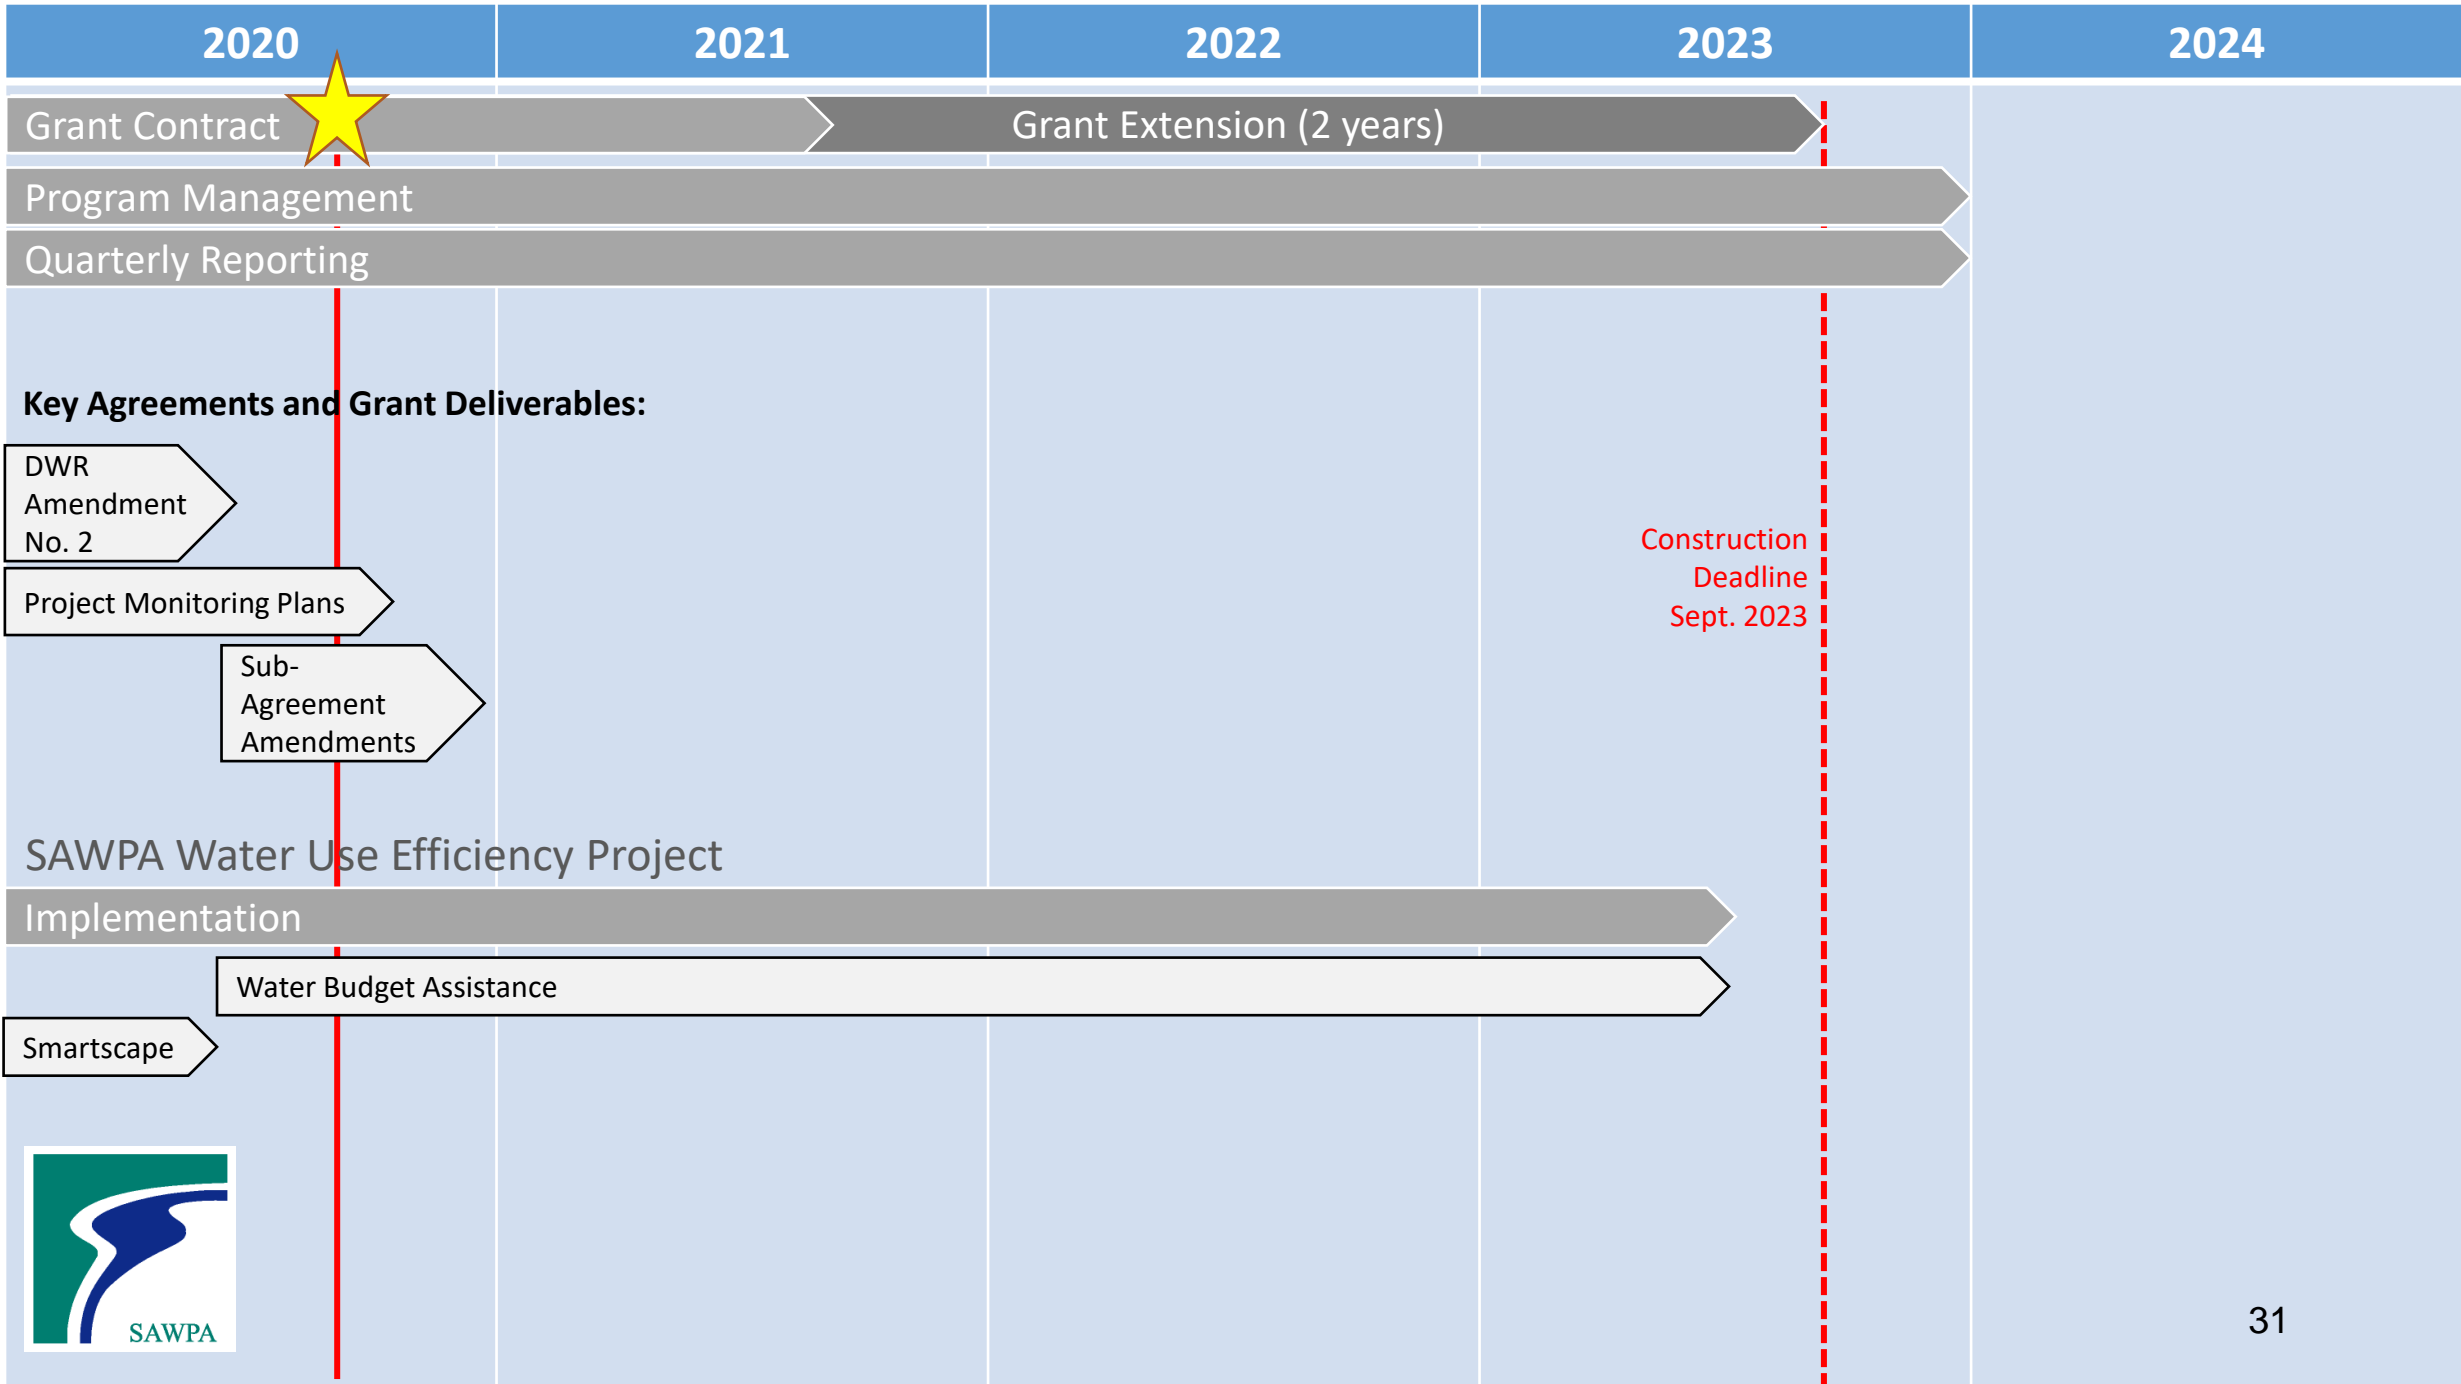 2020 2021 2022 2023 2024
Grant Contract Grant Extension (2 years)
Program Management
Quarterly Reporting
Key Agreements and Grant Deliverables:
DWR
Amendment
No. 2
Construction
Deadline
Sept. 2023
Project Monitoring Plans
Sub-
Agreement
Amendments
SAWPA Water Use Efficiency Project
Implementation
Water Budget Assistance
Smartscape
SAWPA
31